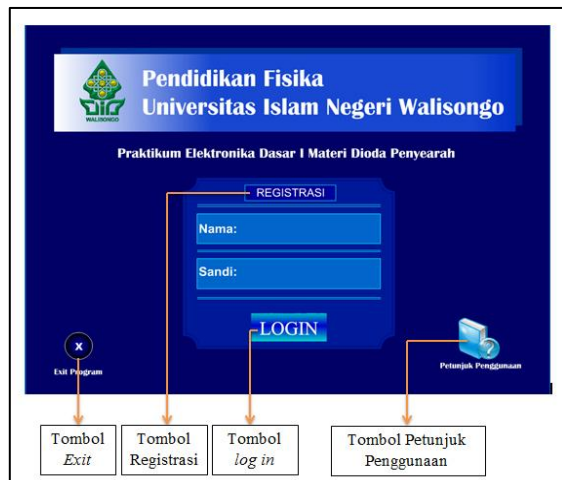 Pendidikan Fisika
Universitas Islam Negeri Walisongo
WALISONGO
Praktikum Elektronika Dasar I Materi Dioda Penyearah
REGISTRASI
Nama:
Sandi:
LOGIN
X
Exit Program
?
Petunjuk Penggunaan
Tombol
Exit
Tombol
Registrasi
Tombol
log in
Tombol Petunjuk
Penggunaan